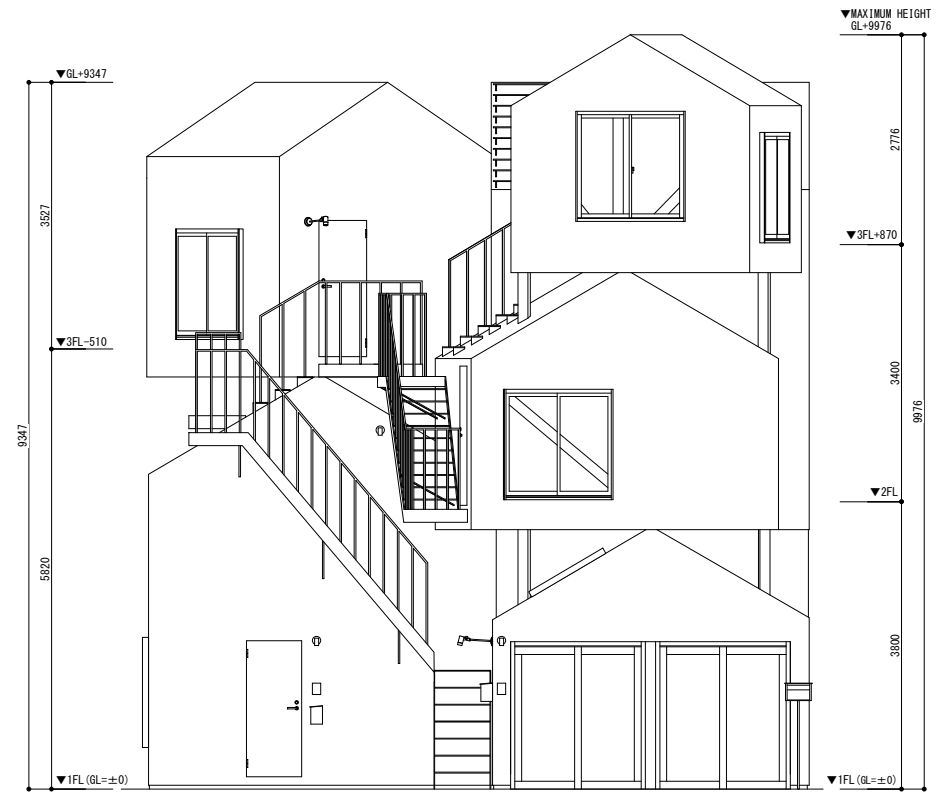 ▼MAXIMUM HEIGHT
GL+9976
▼GL+9347
2776
3527
▼3FL+870
▼3FL-510
3400
9347
9976
▼2FL
5820
3800
▼1FL(GL=±0)
▼1FL(GL=±0)